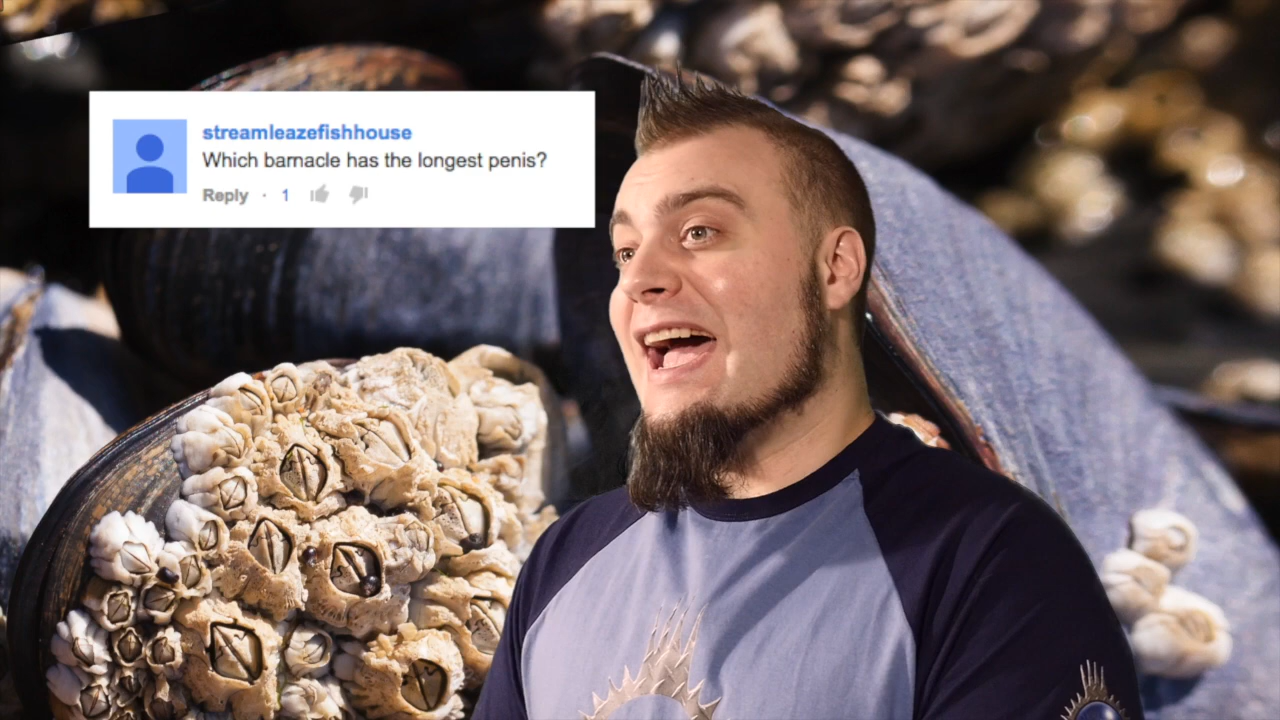 streamleazefishhouse
Which barnacle has the longest penis?
Reply · 1